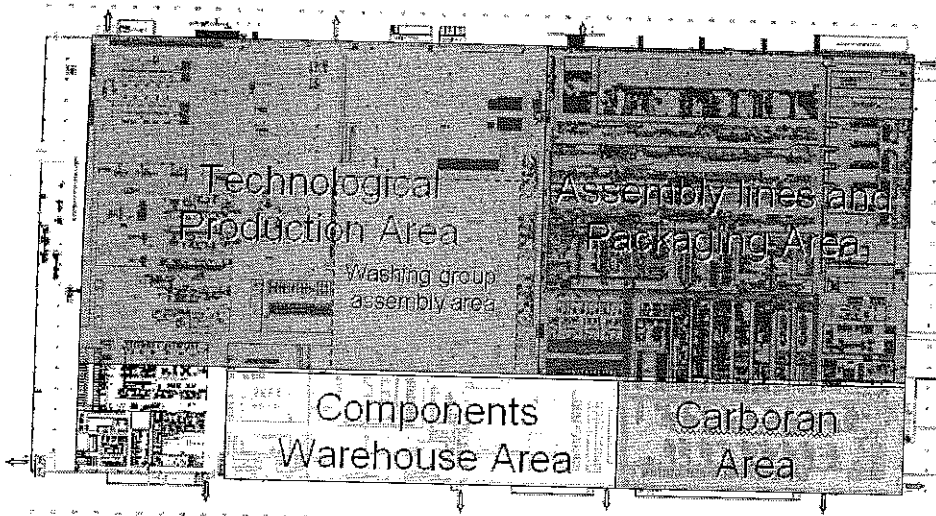 Technological
Production Area
Washing group
assembly area
Assembly lines and
Packaging Area
Components
Warehouse Area
Carboran
Area